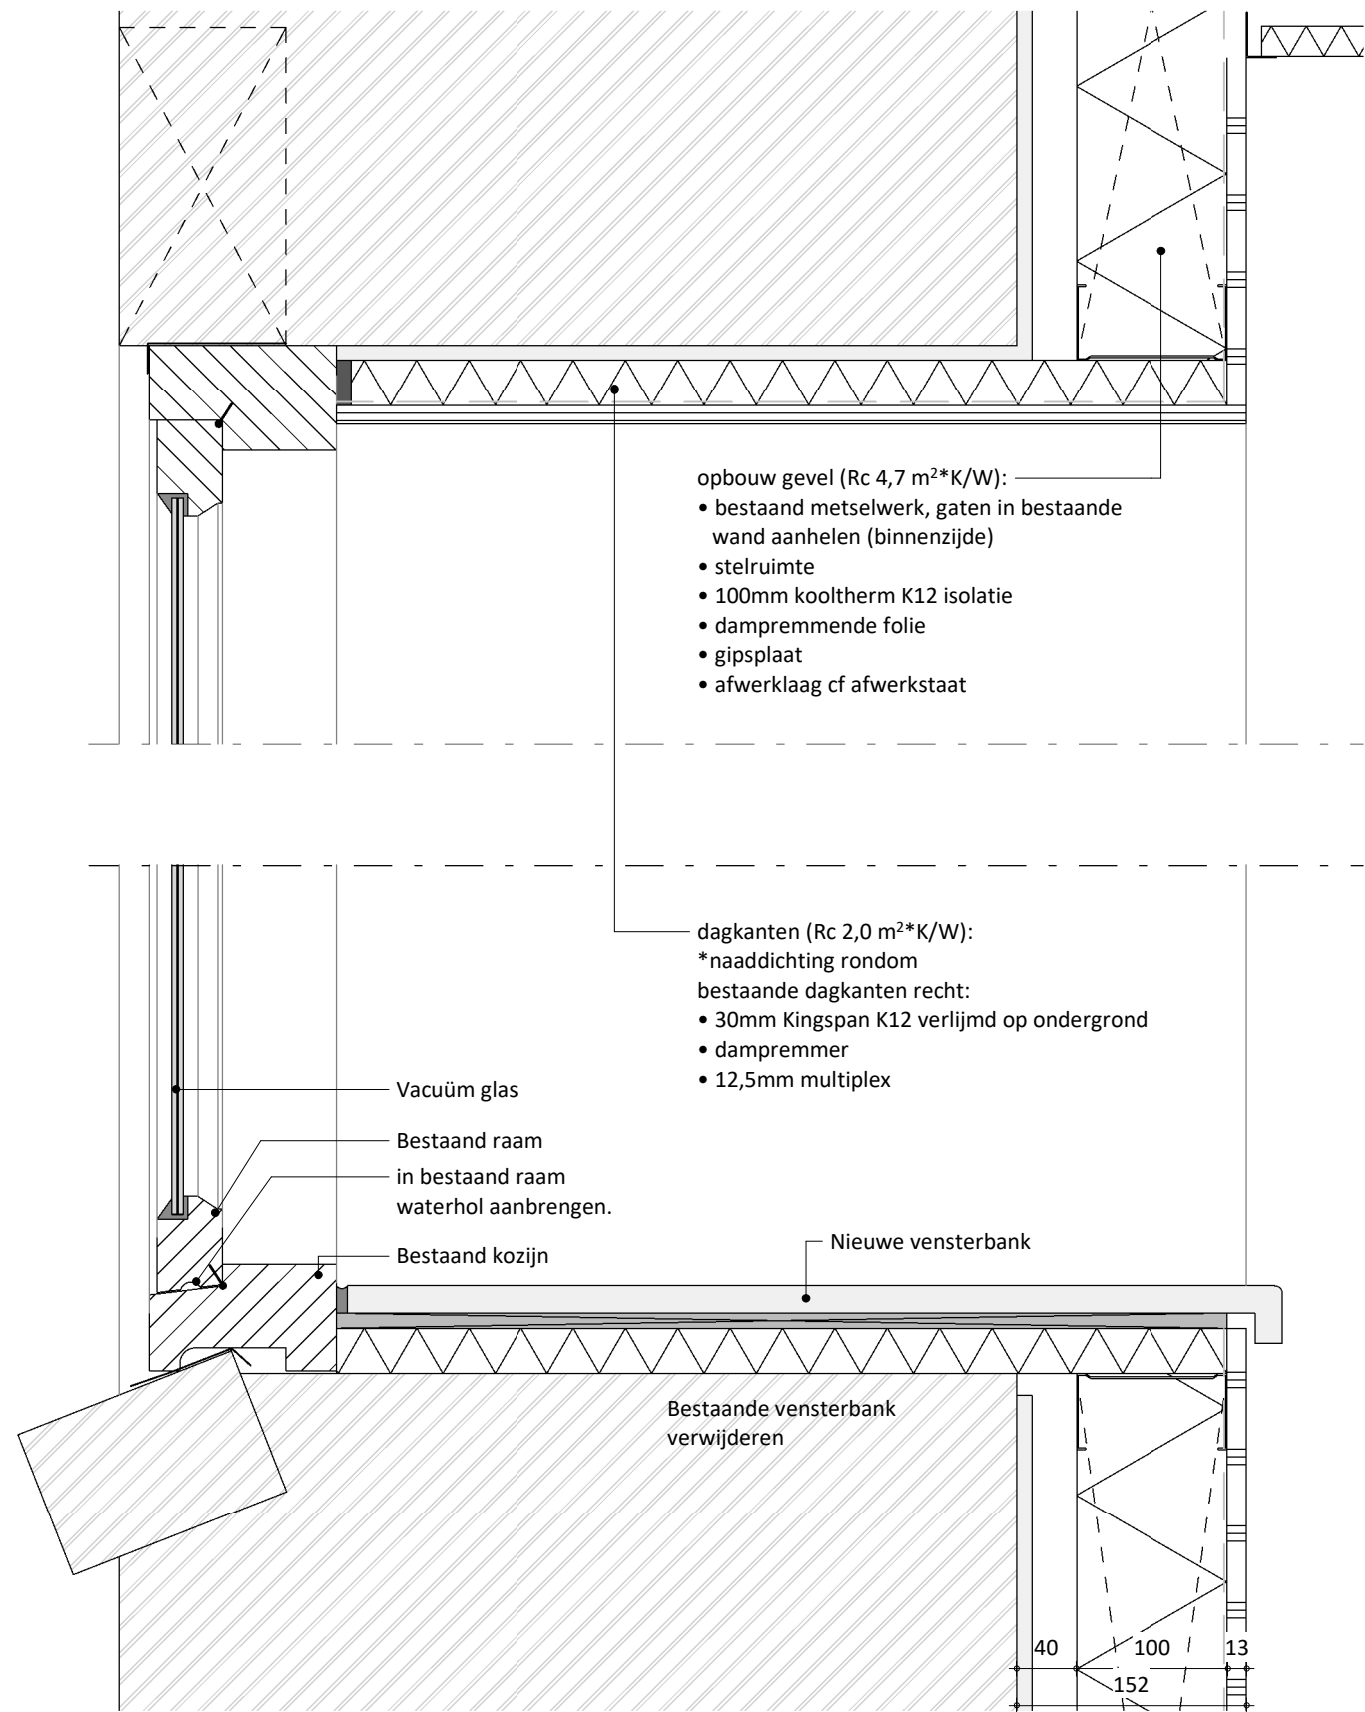 opbouw gevel (Rc 4,7 m²*K/W):
• bestaand metselwerk, gaten in bestaande
wand aanhelen (binnenzijde)
• stelruimte
• 100mm kooltherm K12 isolatie
• dampremmende folie
• gipsplaat
• afwerklaag cf afwerkstaat
dagkanten (Rc 2,0 m²*K/W):
*naaddichting rondom
bestaande dagkanten recht:
• 30mm Kingspan K12 verlijmd op ondergrond
• dampremmer
• 12,5mm multiplex
Vacuüm glas
Bestaand raam
in bestaand raam
waterhol aanbrengen.
Bestaand kozijn
Nieuwe vensterbank
Bestaande vensterbank
verwijderen
40 100 13
152